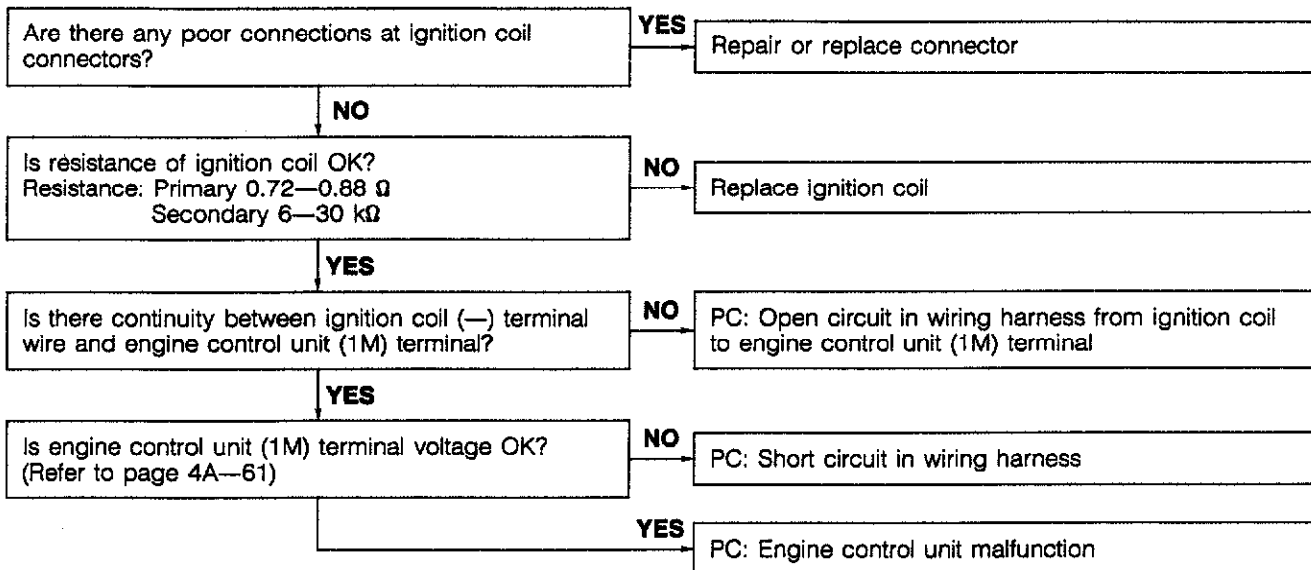 Are there any poor connections at ignition coil
connectors?
YES
Repair or replace connector
NO
Is resistance of ignition coil OK?
Resistance: Primary 0.72—0.88 Ω
Secondary 6—30 kΩ
NO
Replace ignition coil
YES
Is there continuity between ignition coil (—) terminal
wire and engine control unit (1M) terminal?
NO
PC: Open circuit in wiring harness from ignition coil
to engine control unit (1M) terminal
YES
Is engine control unit (1M) terminal voltage OK?
(Refer to page 4A—61)
NO
PC: Short circuit in wiring harness
YES
PC: Engine control unit malfunction